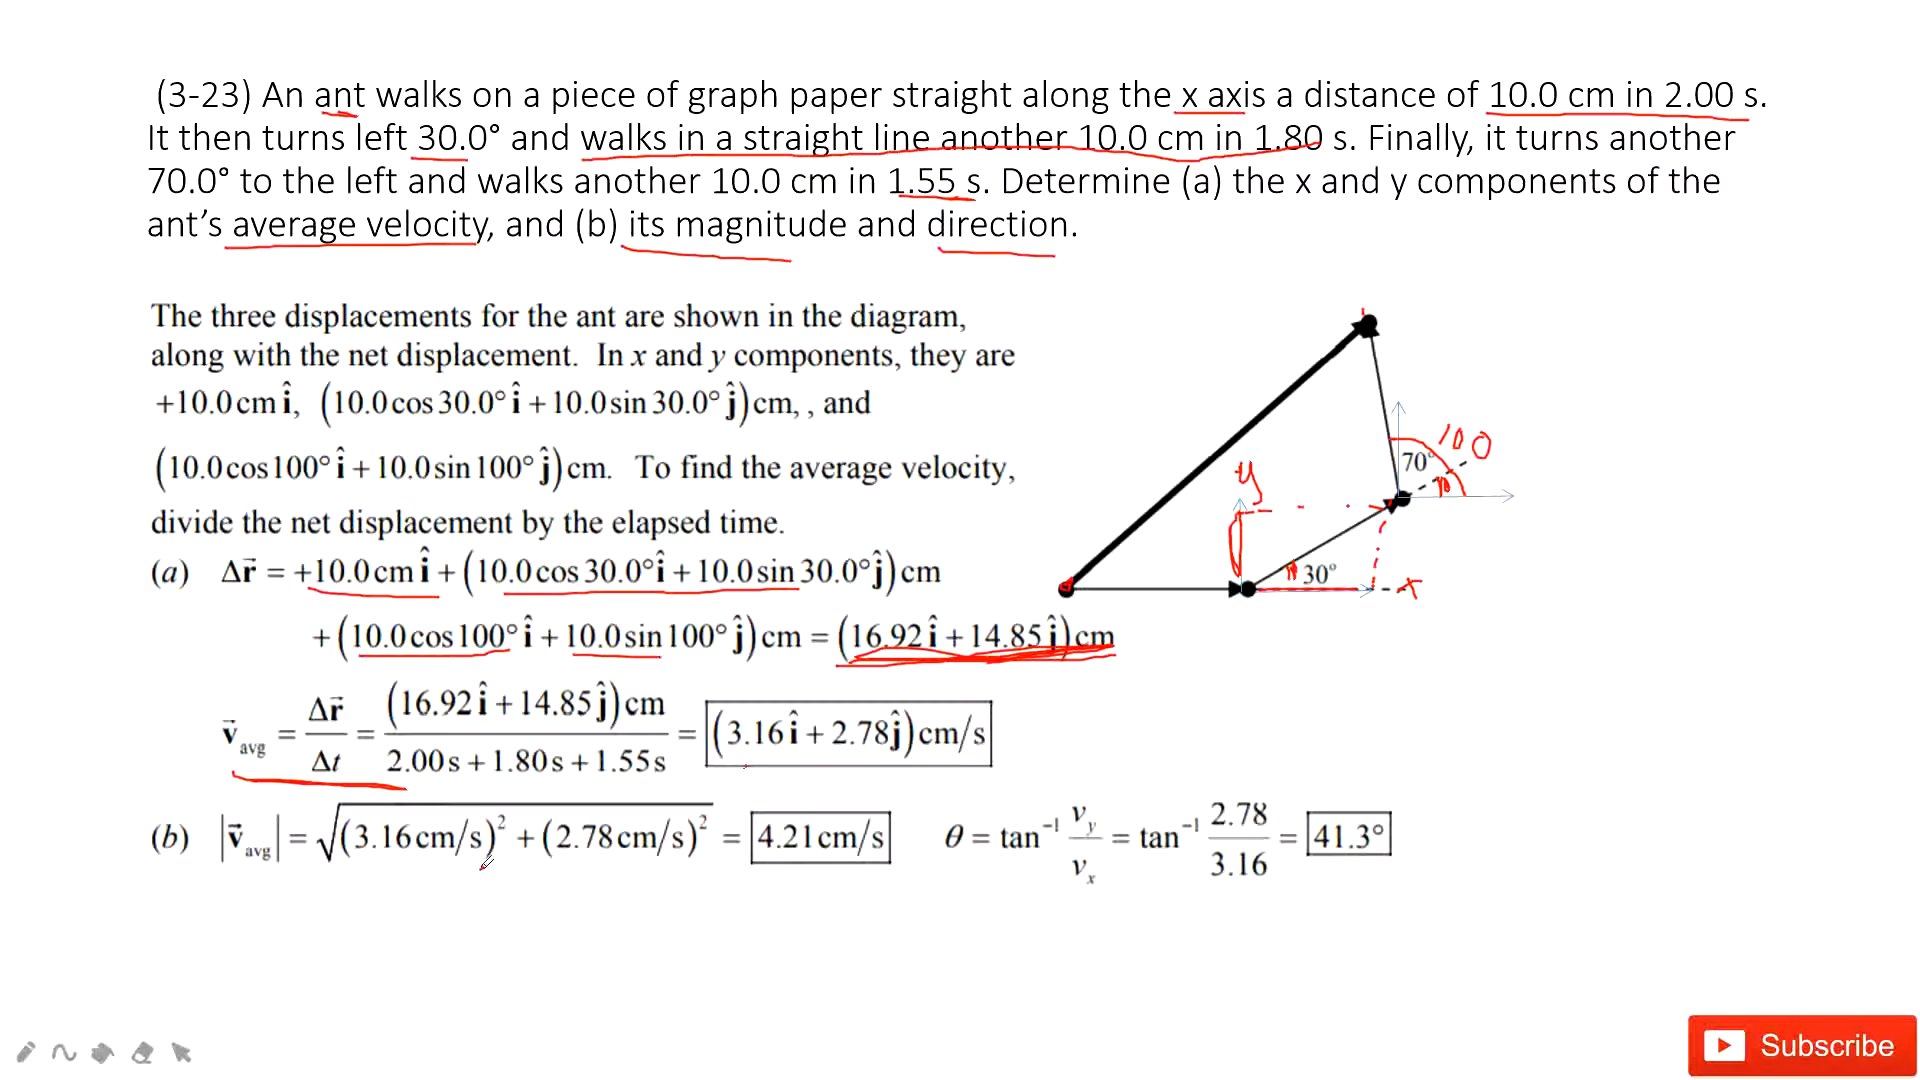 (3-23) An ant walks on a piece of graph paper straight along the x axis a distance of 10.0 cm in 2.00 s.
It then turns left 30.0° and walks in a straight line another 10.0 cm in 1.80 s. Finally, it turns another
70.0° to the left and walks another 10.0 cm in 1.55 s. Determine (a) the x and y components of the
ant’s average velocity, and (b) its magnitude and direction.
The three displacements for the ant are shown in the diagram,
along with the net displacement. In x and y components, they are
+10.0 cm î, (10.0 cos 30.0° î + 10.0 sin 30.0° ĵ) cm, , and
(10.0 cos 100° î + 10.0 sin 100° ĵ) cm. To find the average velocity,
divide the net displacement by the elapsed time.
(a) Δr⃗ = +10.0 cm î + (10.0 cos 30.0° î + 10.0 sin 30.0° ĵ) cm
+ (10.0 cos 100° î + 10.0 sin 100° ĵ) cm = (16.92 î + 14.85 ĵ) cm
v⃗avg = Δr⃗/Δt = (16.92 î + 14.85 ĵ) cm / 2.00 s + 1.80 s + 1.55 s = (3.16 î + 2.78 ĵ) cm/s
(b) |v⃗avg| = √(3.16 cm/s)² + (2.78 cm/s)² = 4.21 cm/s θ = tan⁻¹ vy/vx = tan⁻¹ 2.78/3.16 = 41.3°
100
70°
y
30°
x
Subscribe